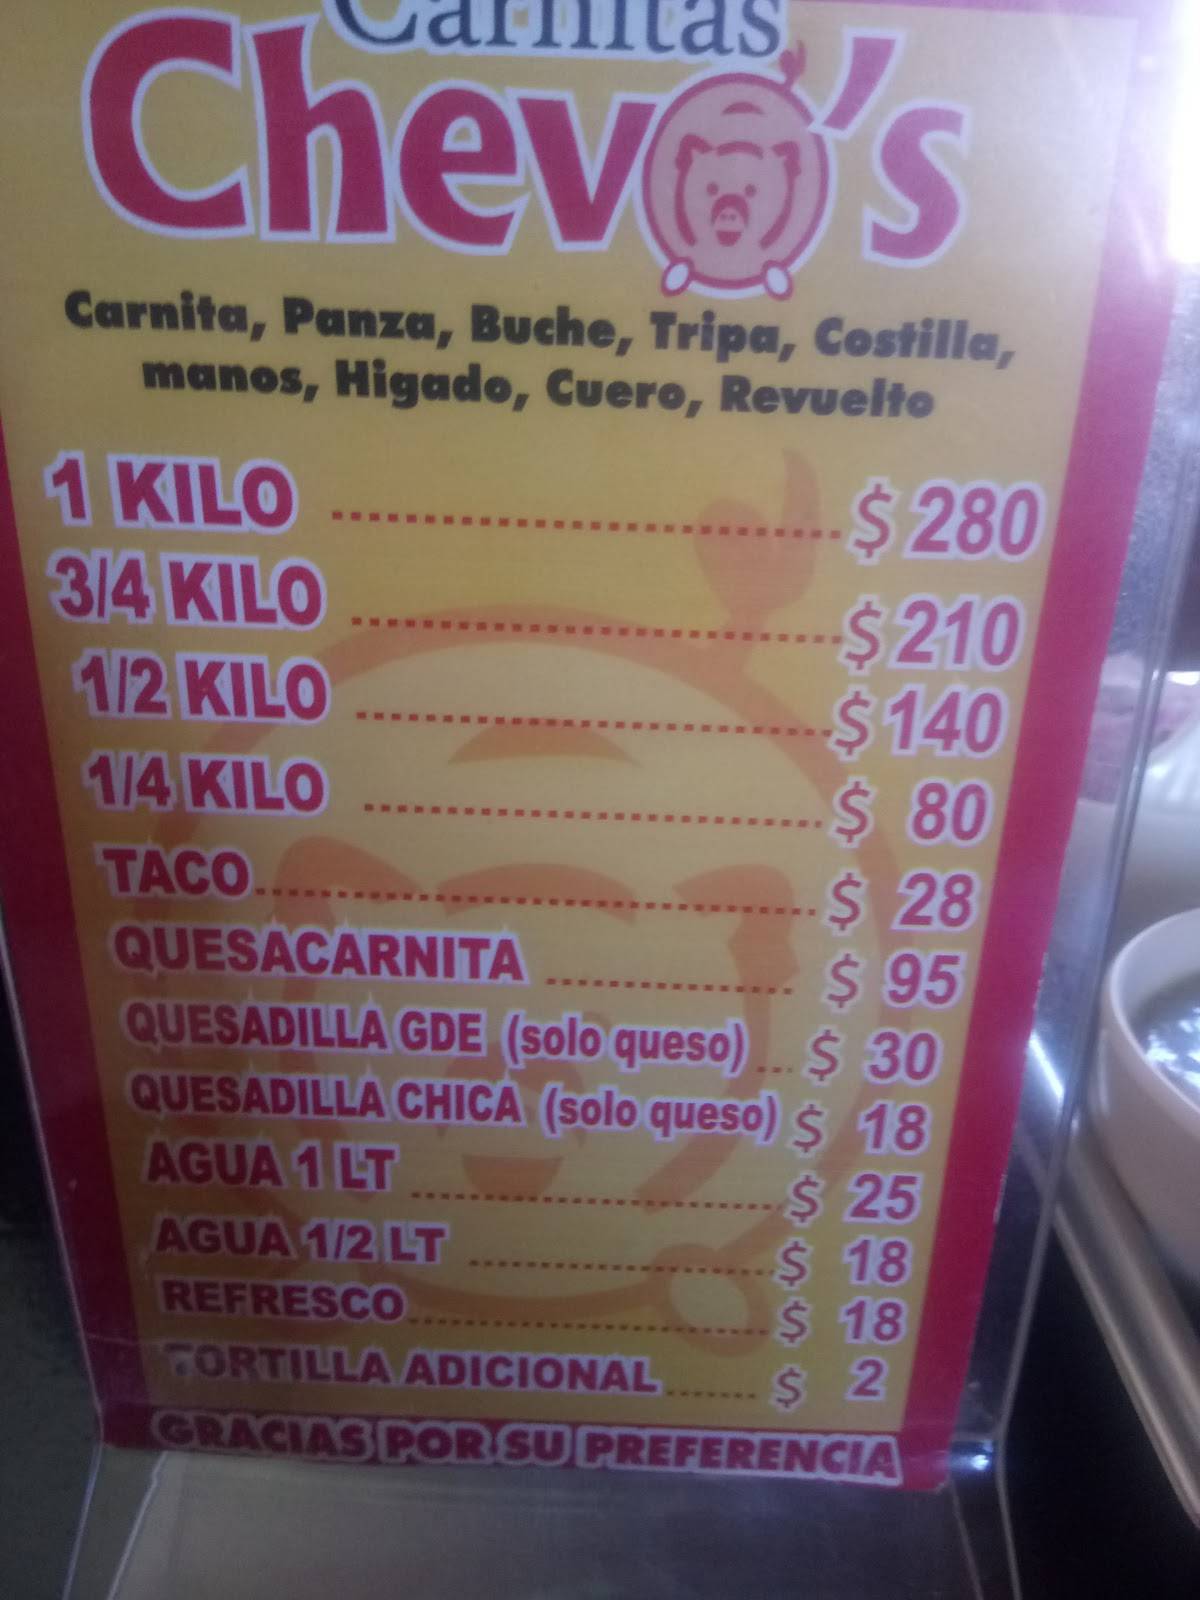 Carnitas
Chevo's
Carnita, Panza, Buche, Tripa, Costilla,
manos, Higado, Cuero, Revuelto
1 KILO ........ $ 280
3/4 KILO ........ $ 210
1/2 KILO ........ $ 140
1/4 KILO ........ $ 80
TACO ........ $ 28
QUESACARNITA ........ $ 95
QUESADILLA GDE (solo queso) ... $ 30
QUESADILLA CHICA (solo queso) $ 18
AGUA 1 LT ........ $ 25
AGUA 1/2 LT ........ $ 18
REFRESCO ........ $ 18
TORTILLA ADICIONAL ...... $ 2
GRACIAS POR SU PREFERENCIA